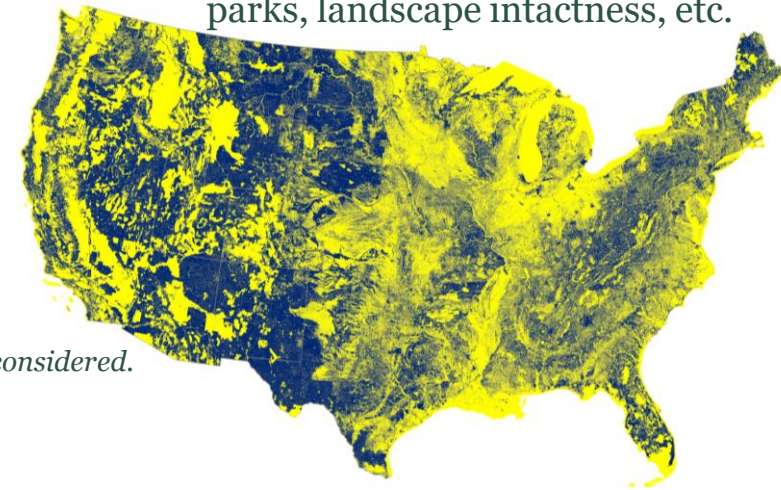 parks, landscape intactness, etc.
considered.